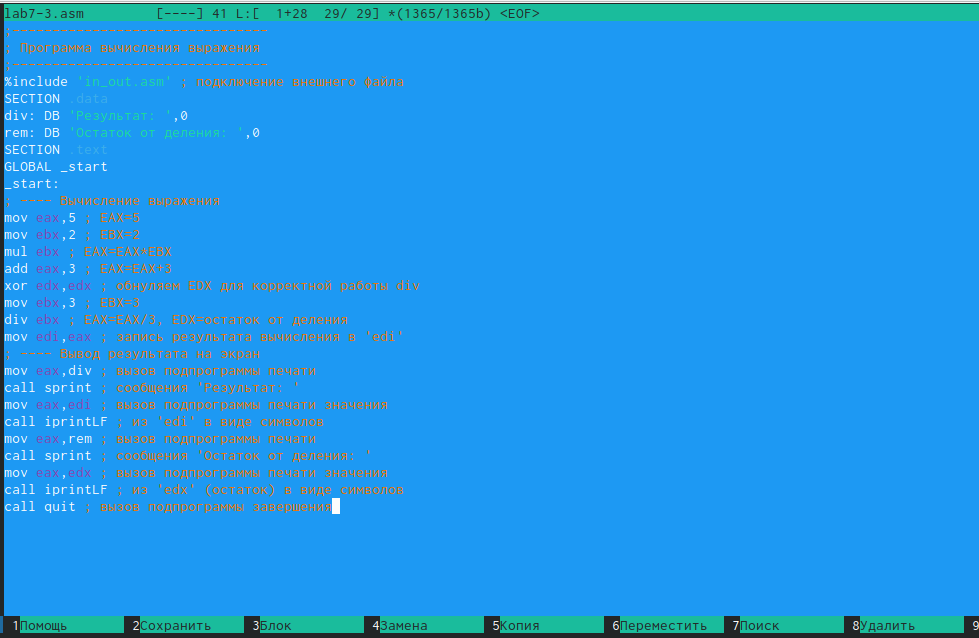 lab7-3.asm [----] 41 L:[ 1+28 29/ 29] *(1365/1365b) <EOF>
;--------------------------------
; Программа вычисления выражения
;--------------------------------
%include 'in_out.asm' ; подключение внешнего файла
SECTION .data
div: DB 'Результат: ',0
rem: DB 'Остаток от деления: ',0
SECTION .text
GLOBAL _start
_start:
; ---- Вычисление выражения
mov eax,5 ; EAX=5
mov ebx,2 ; EBX=2
mul ebx ; EAX=EAX*EBX
add eax,3 ; EAX=EAX+3
xor edx,edx ; обнуляем EDX для корректной работы div
mov ebx,3 ; EBX=3
div ebx ; EAX=EAX/3, EDX=остаток от деления
mov edi,eax ; запись результата вычисления в 'edi'
; ---- Вывод результата на экран
mov eax,div ; вызов подпрограммы печати
call sprint ; сообщения 'Результат: '
mov eax,edi ; вызов подпрограммы печати значения
call iprintLF ; из 'edi' в виде символов
mov eax,rem ; вызов подпрограммы печати
call sprint ; сообщения 'Остаток от деления: '
mov eax,edx ; вызов подпрограммы печати значения
call iprintLF ; из 'edx' (остаток) в виде символов
call quit ; вызов подпрограммы завершения
1Помощь 2Сохранить 3Блок 4Замена 5Копия 6Переместить 7Поиск 8Удалить 9